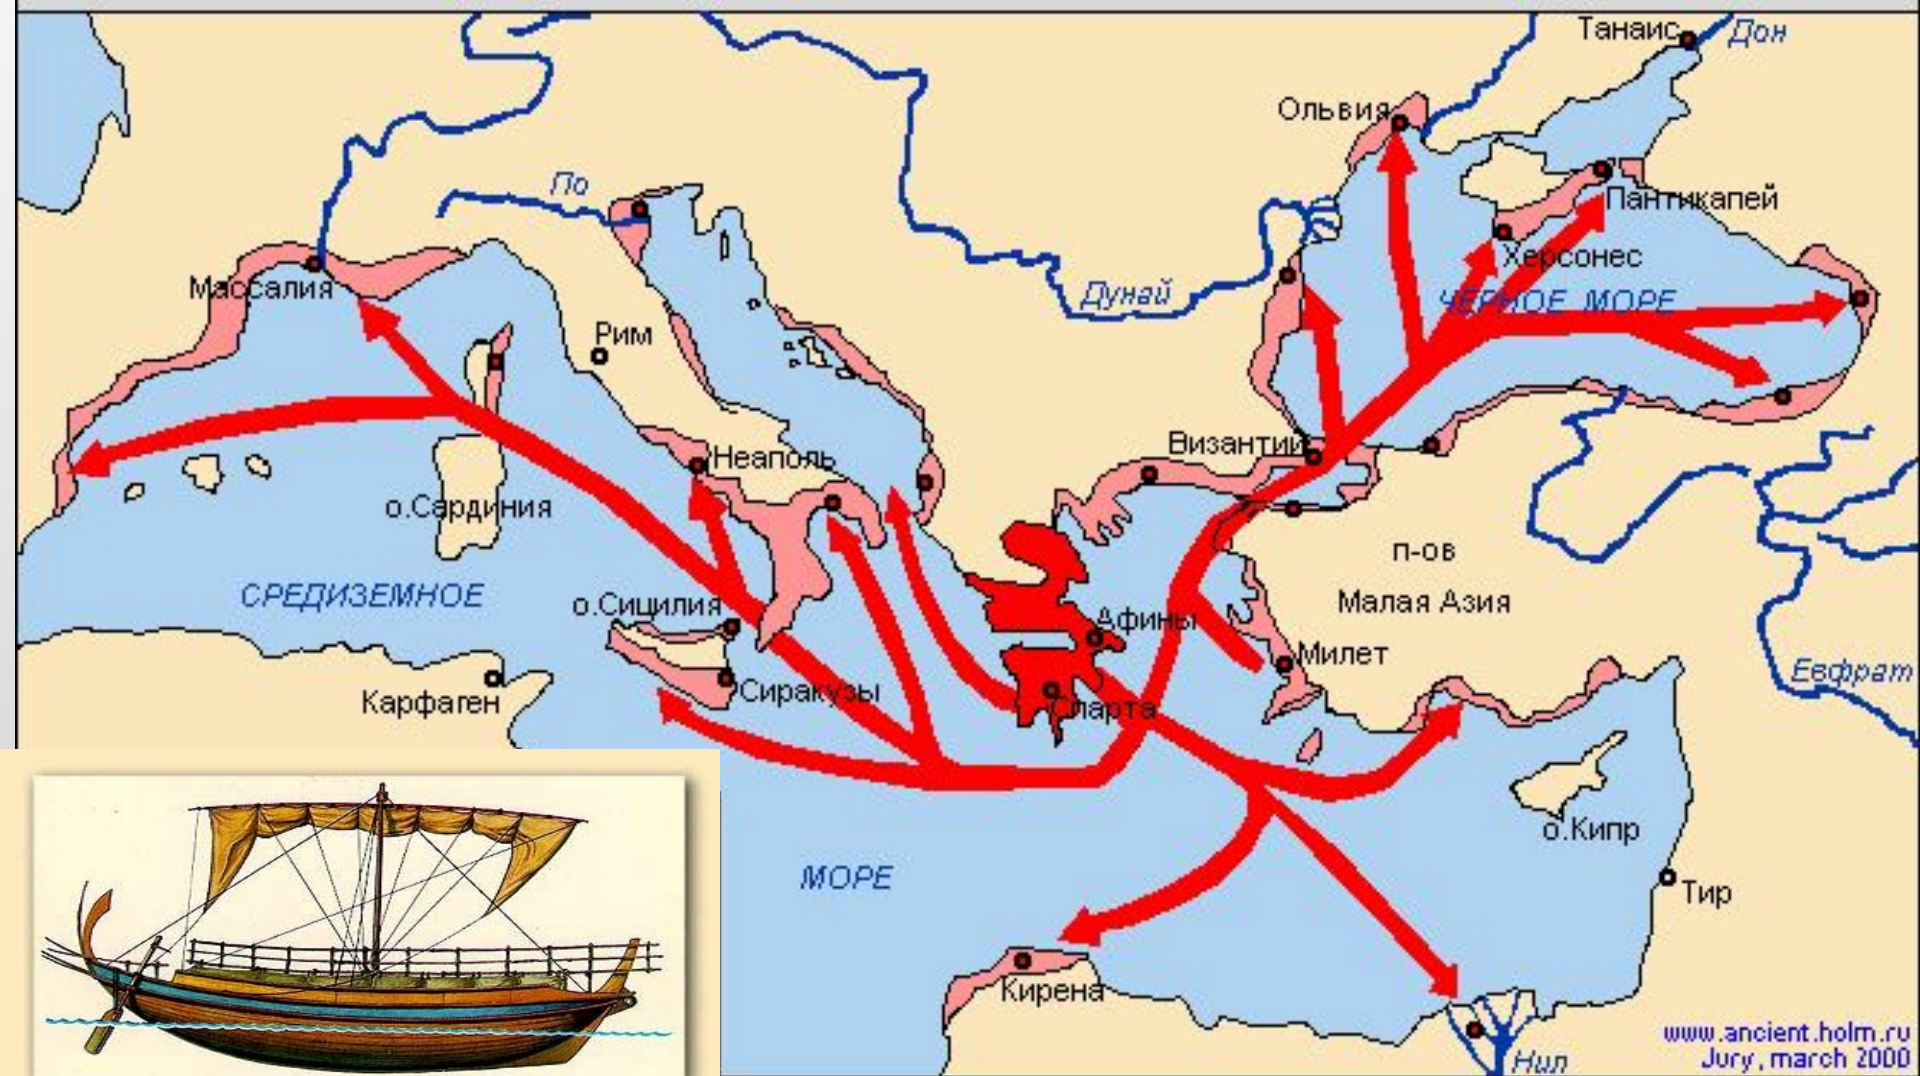 Танаис
Дон
Ольвия
По
Пантикапей
Массалия
Дунай
Херсонес
ЧЕРНОЕ МОРЕ
Рим
Византий
Неаполь
о.Сардиния
п-ов
Малая Азия
СРЕДИЗЕМНОЕ
о.Сицилия
Афины
Милет
Евфрат
Карфаген
Сиракузы
Спарта
о.Кипр
МОРЕ
Тир
Кирена
Нил
www.ancient.holm.ru
Jury, march 2000